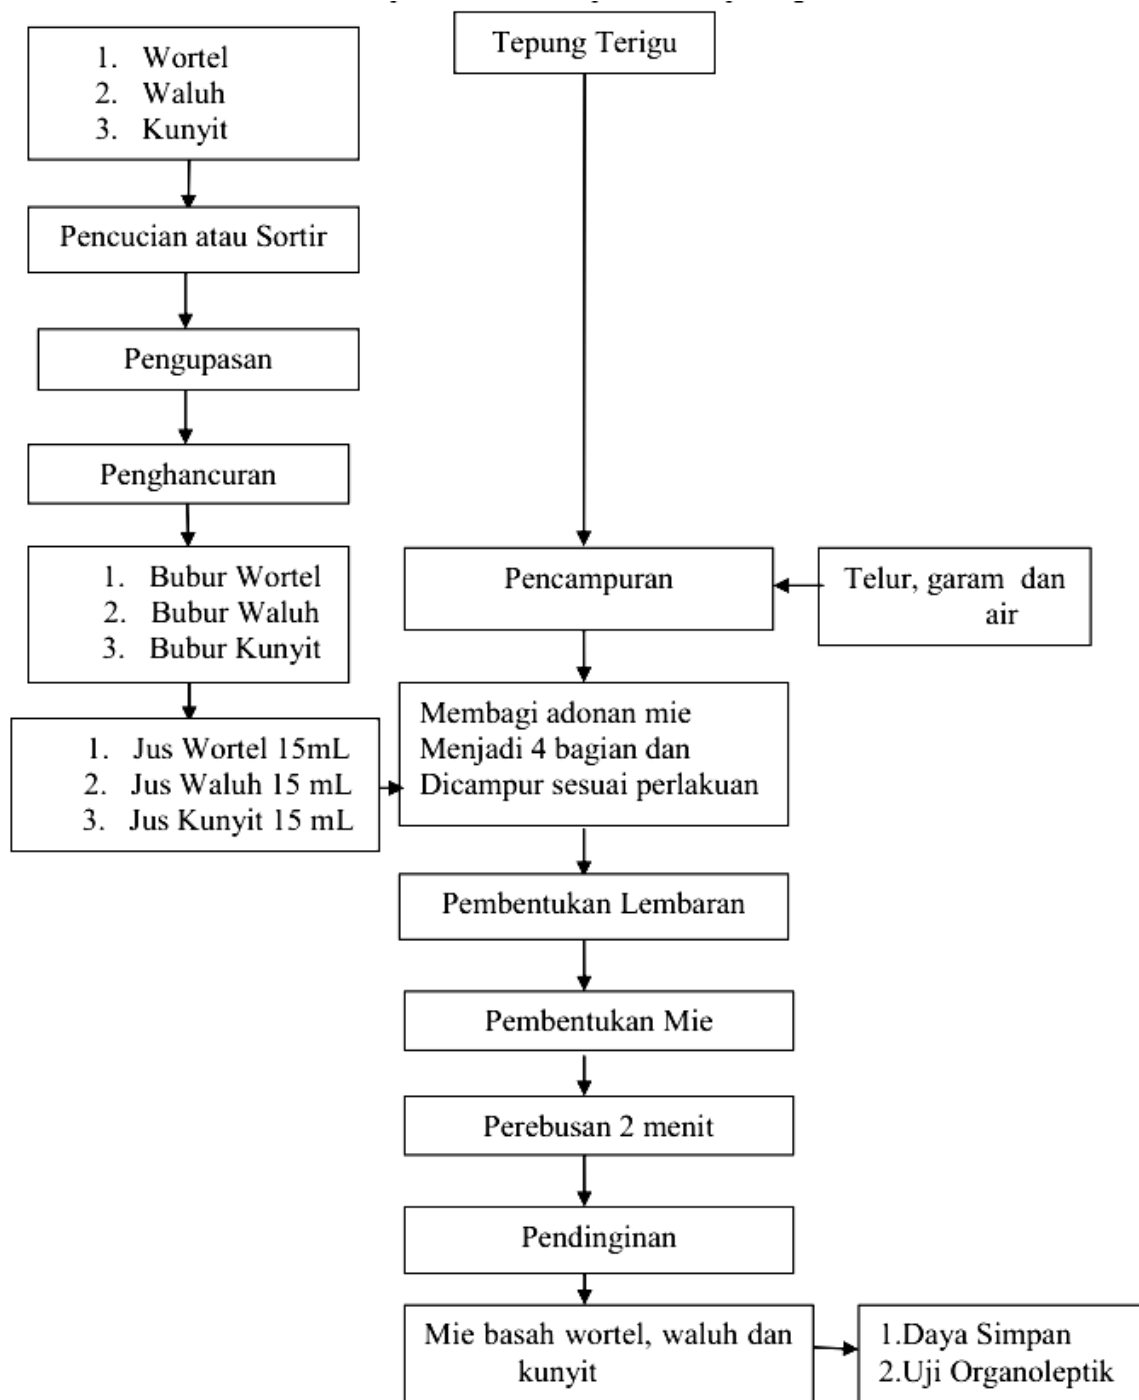 1. Wortel
2. Waluh
3. Kunyit
Pencucian atau Sortir
Pengupasan
Penghancuran
1. Bubur Wortel
2. Bubur Waluh
3. Bubur Kunyit
1. Jus Wortel 15mL
2. Jus Waluh 15 mL
3. Jus Kunyit 15 mL
Tepung Terigu
Pencampuran
Telur, garam dan
air
Membagi adonan mie
Menjadi 4 bagian dan
Dicampur sesuai perlakuan
Pembentukan Lembaran
Pembentukan Mie
Perebusan 2 menit
Pendinginan
Mie basah wortel, waluh dan
kunyit
1.Daya Simpan
2.Uji Organoleptik